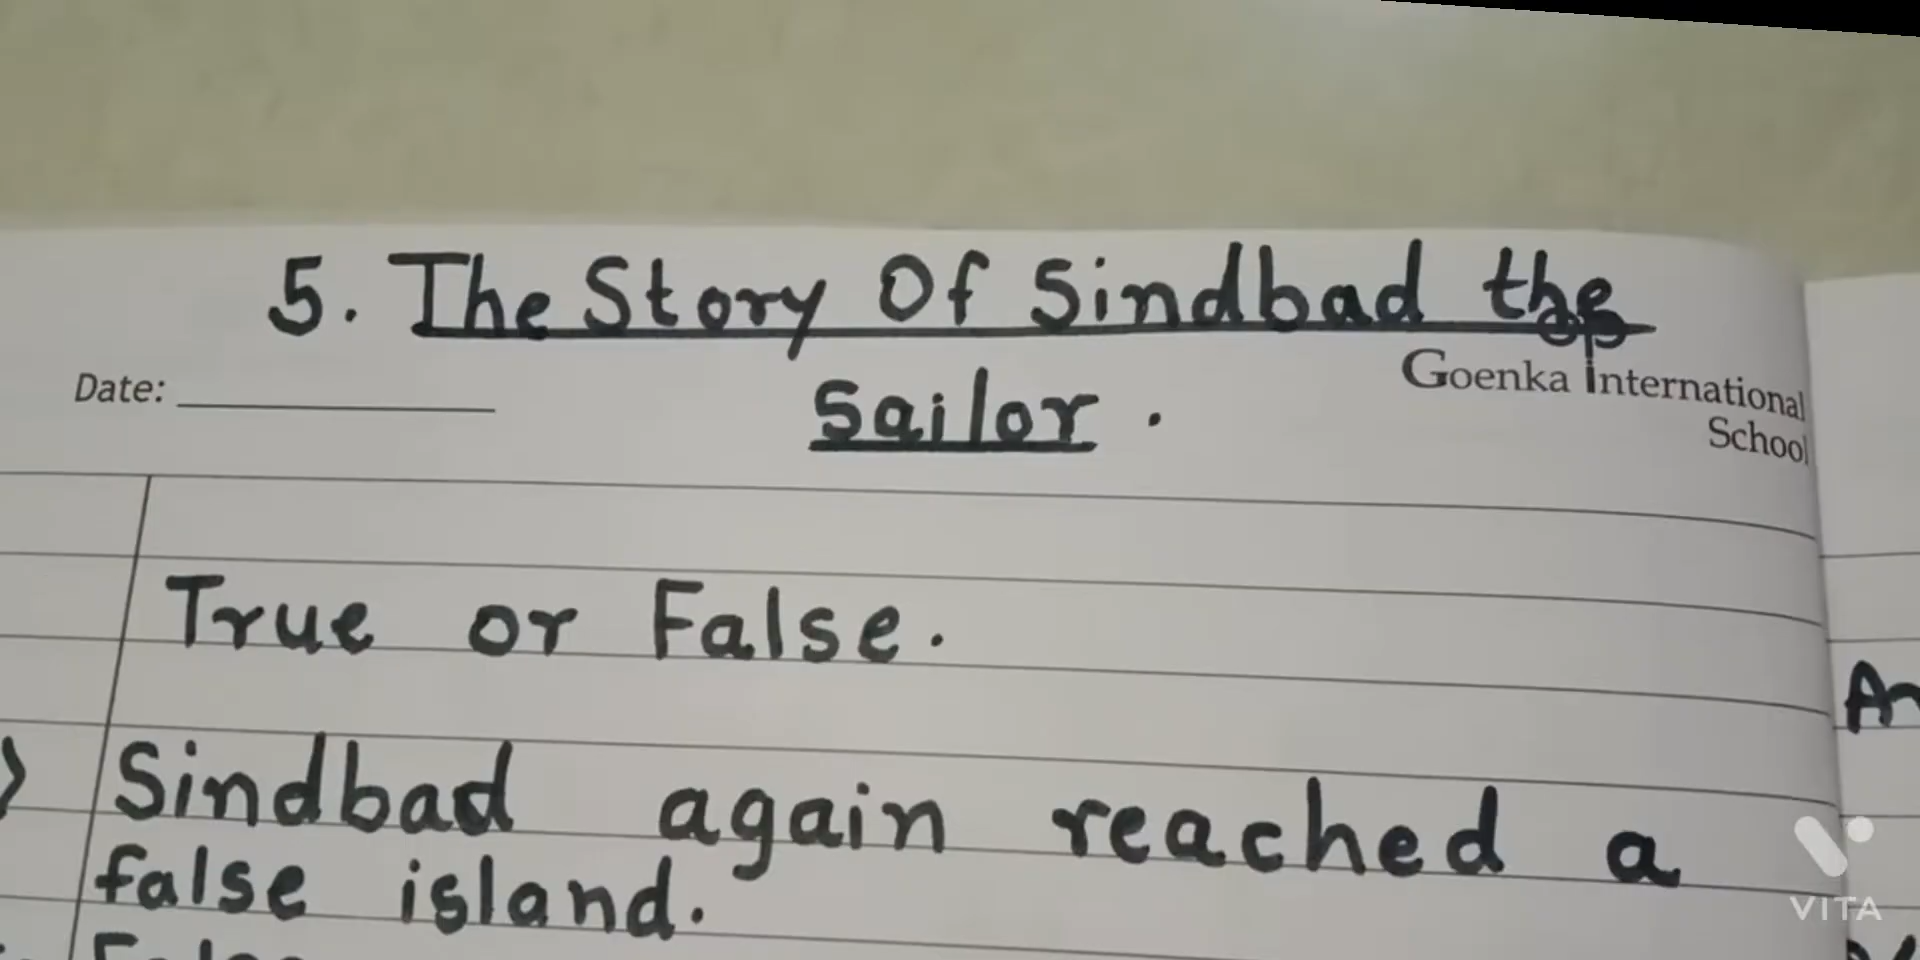 5. The Story Of Sindbad the
Goenka International
Date:
Sailor.
School
True or False.
Sindbad again reached a
false island.
False
VITA